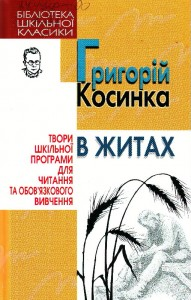 БІБЛІОТЕКА
ШКІЛЬНОЇ
КЛАСИКИ
Григорій
Косинка
В ЖИТАХ
ТВОРИ
ШКІЛЬНОЇ
ПРОГРАМИ
ДЛЯ
ЧИТАННЯ
ТА ОБОВ'ЯЗКОВОГО
ВИВЧЕННЯ